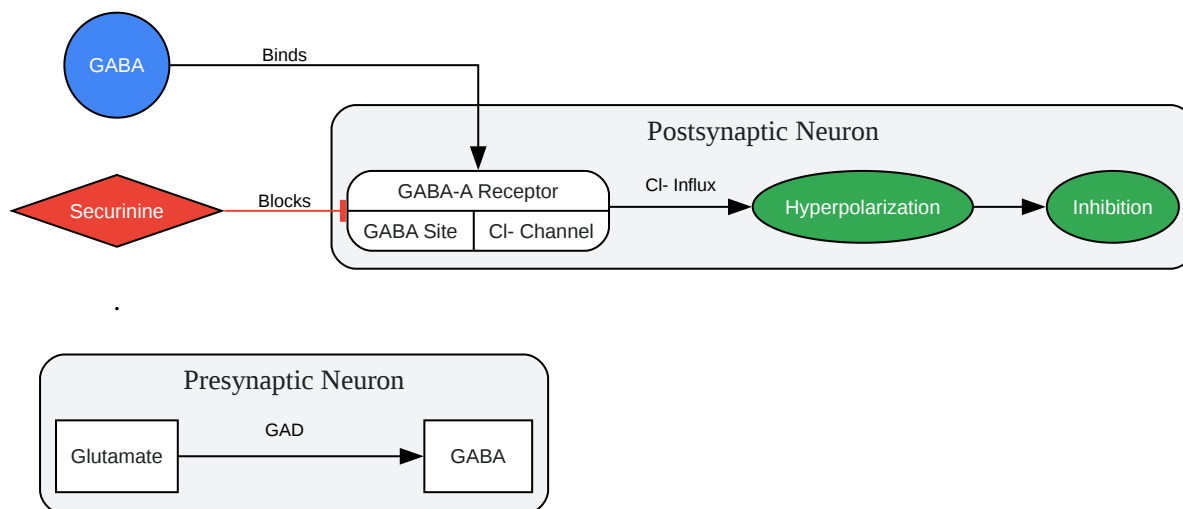 GABA
Binds
Postsynaptic Neuron
Securinine
Blocks
GABA-A Receptor
GABA Site
Cl- Channel
Cl- Influx
Hyperpolarization
Inhibition
.
Presynaptic Neuron
Glutamate
GAD
GABA